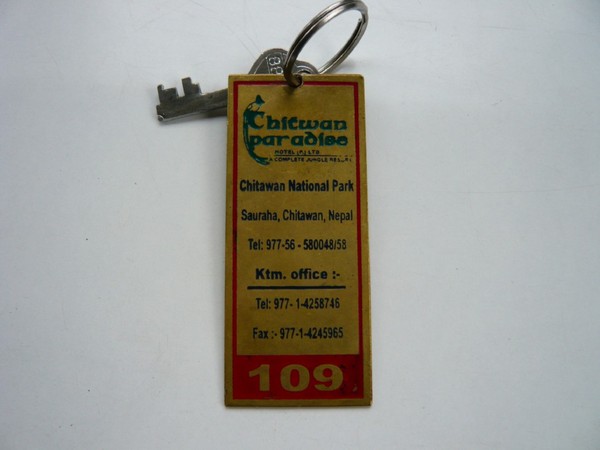 Chitwan
paradise
HOTEL (P.) LTD
A COMPLETE JUNGLE RESORT
Chitawan National Park
Sauraha, Chitawan, Nepal
Tel: 977-56 - 580048/58
Ktm. office :-
Tel: 977- 1-4258746
Fax :- 977-1-4245965
109